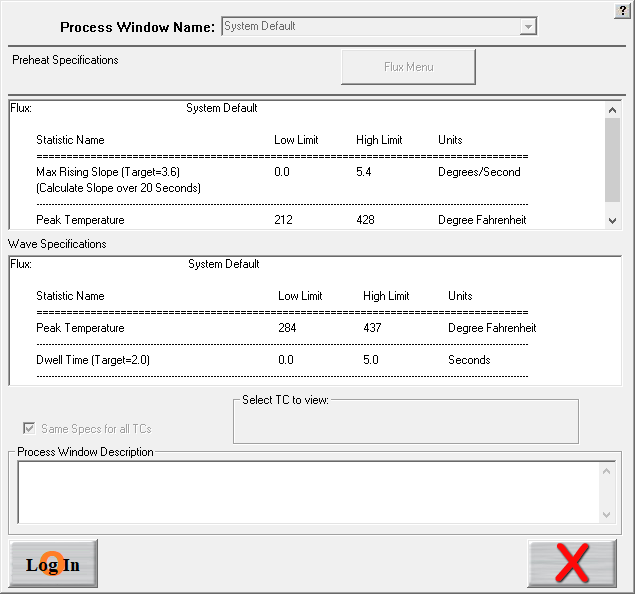 ?
Process Window Name: System Default
Preheat Specifications
Flux Menu
Flux: System Default
Statistic Name Low Limit High Limit Units
================================================================================
Max Rising Slope (Target=3.6) 0.0 5.4 Degrees/Second
(Calculate Slope over 20 Seconds)
--------------------------------------------------------------------------------
Peak Temperature 212 428 Degree Fahrenheit
Wave Specifications
Flux: System Default
Statistic Name Low Limit High Limit Units
================================================================================
Peak Temperature 284 437 Degree Fahrenheit
--------------------------------------------------------------------------------
Dwell Time (Target=2.0) 0.0 5.0 Seconds
--------------------------------------------------------------------------------
Select TC to view:
Same Specs for all TCs
Process Window Description
Log In